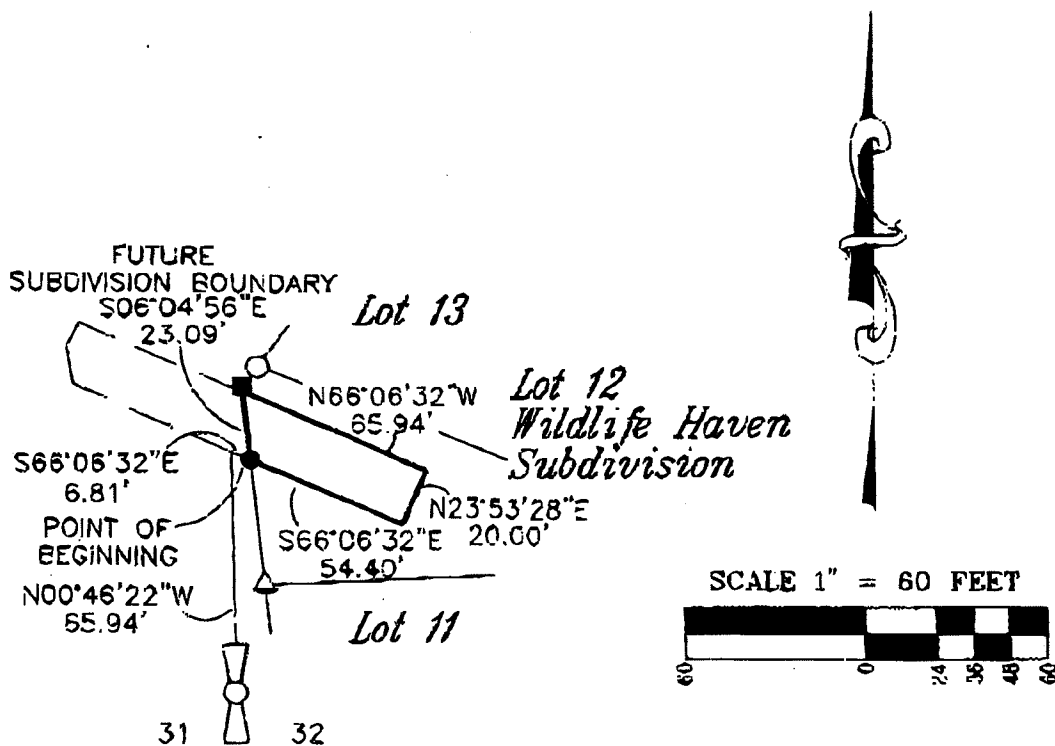 FUTURE
SUBDIVISION BOUNDARY
S06°04'56"E
23.09'
Lot 13
N66°06'32"W
65.94'
Lot 12
Wildlife Haven
Subdivision
S66°06'32"E
6.81'
N23°53'28"E
20.00'
POINT OF
BEGINNING
S66°06'32"E
54.40'
N00°46'22"W
65.94'
Lot 11
31 32
SCALE 1" = 60 FEET
60 0 24 36 48 60